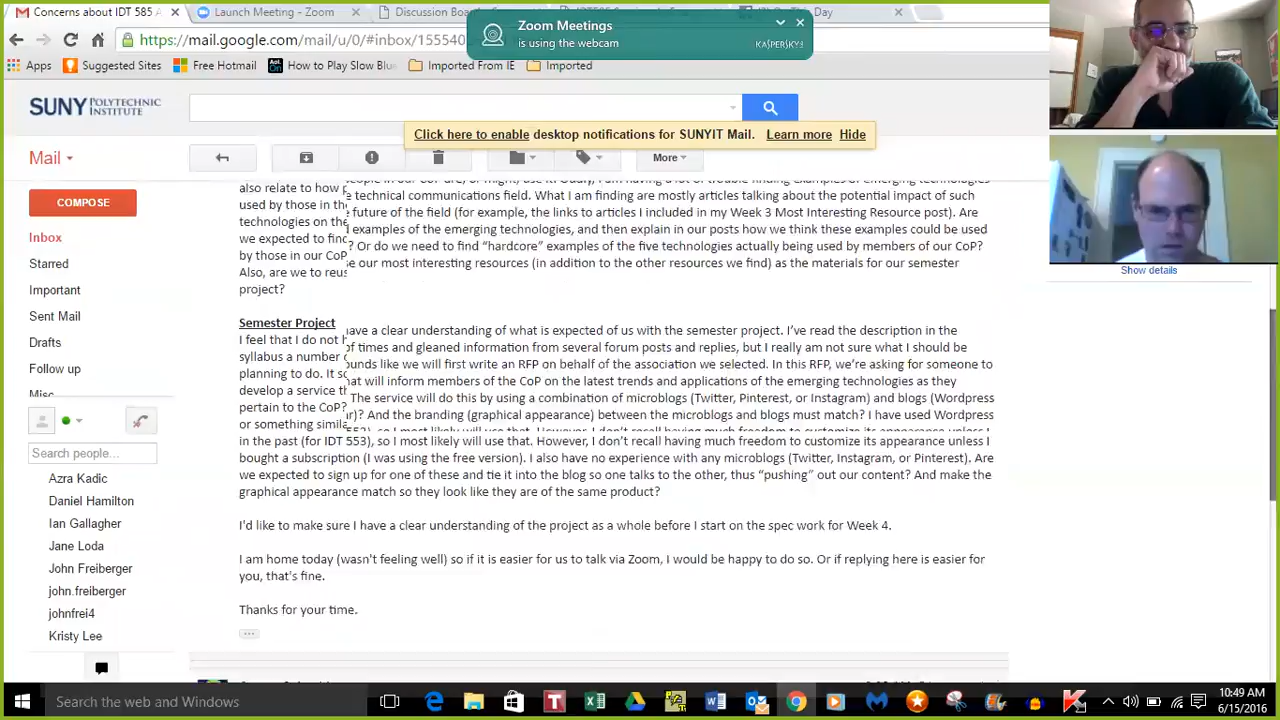 Concerns about IDT 585 A
Launch Meeting - Zoom
Discussion Board
Day
Zoom Meetings
is using the webcam
KASPERSKY
https://mail.google.com/mail/u/0/#inbox/15554
Apps
Suggested Sites
Free Hotmail
How to Play Slow Blue
Imported From IE
Imported
SUNY POLYTECHNIC INSTITUTE
Click here to enable desktop notifications for SUNYIT Mail. Learn more Hide
Mail
More
COMPOSE
Inbox
Starred
Important
Sent Mail
Drafts
Follow up
Misc
Search people...
Azra Kadic
Daniel Hamilton
Ian Gallagher
Jane Loda
John Freiberger
john.freiberger
johnfrei4
Kristy Lee
also relate to how
used by those in the technical communications field. What I am finding are mostly articles talking about the potential impact of such
technologies on the future of the field (for example, the links to articles I included in my Week 3 Most Interesting Resource post). Are
we expected to find examples of the emerging technologies, and then explain in our posts how we think these examples could be used
by those in our CoP? Or do we need to find “hardcore” examples of the five technologies actually being used by members of our CoP?
Also, are we to reuse our most interesting resources (in addition to the other resources we find) as the materials for our semester
project?
Semester Project
I feel that I do not have a clear understanding of what is expected of us with the semester project. I’ve read the description in the
syllabus a number of times and gleaned information from several forum posts and replies, but I really am not sure what I should be
planning to do. It sounds like we will first write an RFP on behalf of the association we selected. In this RFP, we’re asking for someone to
develop a service that will inform members of the CoP on the latest trends and applications of the emerging technologies as they
pertain to the CoP? The service will do this by using a combination of microblogs (Twitter, Pinterest, or Instagram) and blogs (Wordpress
or something similar)? And the branding (graphical appearance) between the microblogs and blogs must match? I have used Wordpress
in the past (for IDT 553), so I most likely will use that. However, I don’t recall having much freedom to customize its appearance unless I
bought a subscription (I was using the free version). I also have no experience with any microblogs (Twitter, Instagram, or Pinterest). Are
we expected to sign up for one of these and tie it into the blog so one talks to the other, thus “pushing” out our content? And make the
graphical appearance match so they look like they are of the same product?
I’d like to make sure I have a clear understanding of the project as a whole before I start on the spec work for Week 4.
I am home today (wasn’t feeling well) so if it is easier for us to talk via Zoom, I would be happy to do so. Or if replying here is easier for
you, that’s fine.
Thanks for your time.
Show details
Search the web and Windows
10:49 AM
6/15/2016